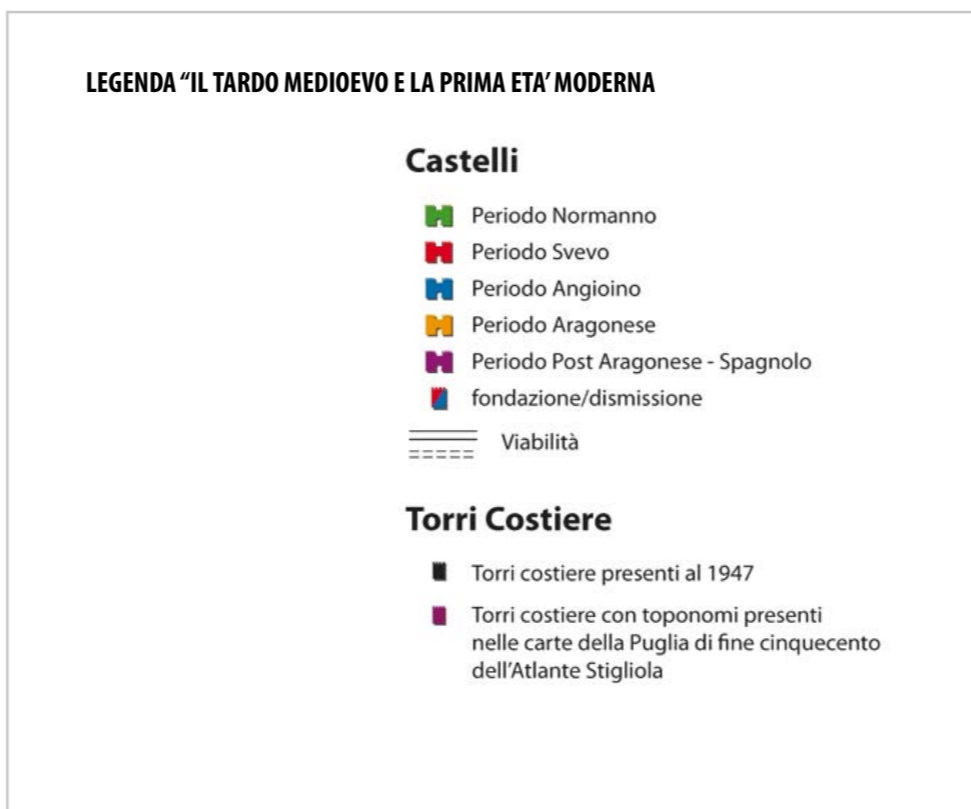 LEGENDA “IL TARDO MEDIOEVO E LA PRIMA ETA’ MODERNA
Castelli
Periodo Normanno
Periodo Svevo
Periodo Angioino
Periodo Aragonese
Periodo Post Aragonese - Spagnolo
fondazione/dismissione
Viabilità
Torri Costiere
Torri costiere presenti al 1947
Torri costiere con toponomi presenti
nelle carte della Puglia di fine cinquecento
dell’Atlante Stigliola